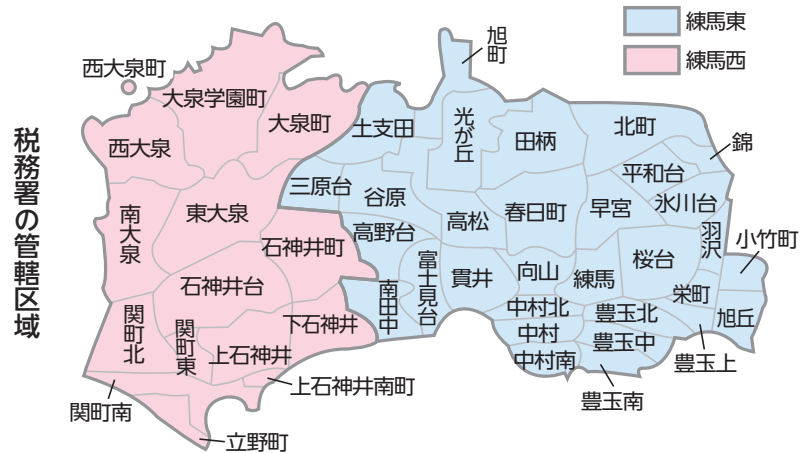 税務署の管轄区域
練馬東
練馬西
西大泉町
大泉学園町
大泉町
西大泉
南大泉
東大泉
石神井町
石神井台
関町北
関町東
上石神井
下石神井
上石神井南町
関町南
立野町
旭町
土支田
光が丘
田柄
北町
錦
平和台
氷川台
三原台
谷原
高松
春日町
早宮
羽沢
小竹町
高野台
富士見台
貫井
向山
練馬
桜台
南田中
中村北
中村
中村南
豊玉北
豊玉中
豊玉南
栄町
旭丘
豊玉上